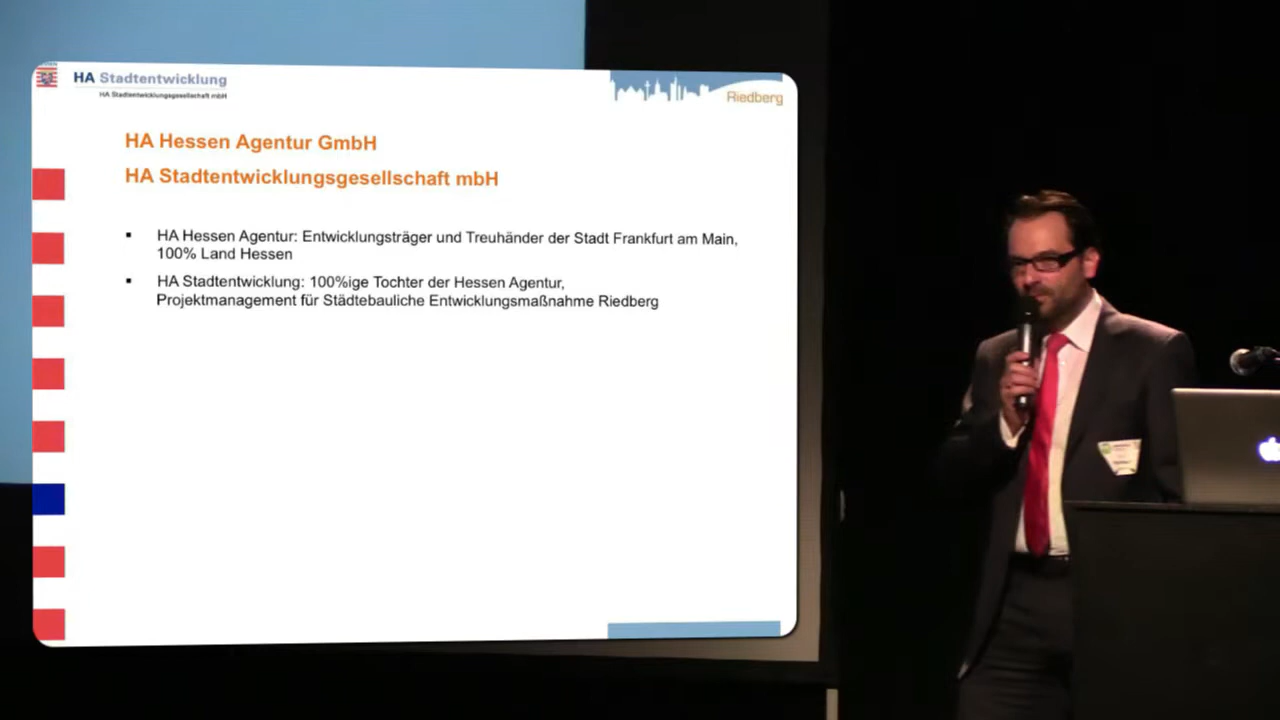 HA Stadtentwicklung
HA Stadtentwicklungsgesellschaft mbH
Riedberg
HA Hessen Agentur GmbH
HA Stadtentwicklungsgesellschaft mbH
HA Hessen Agentur: Entwicklungsträger und Treuhänder der Stadt Frankfurt am Main,
100% Land Hessen
HA Stadtentwicklung: 100%ige Tochter der Hessen Agentur,
Projektmanagement für Städtebauliche Entwicklungsmaßnahme Riedberg